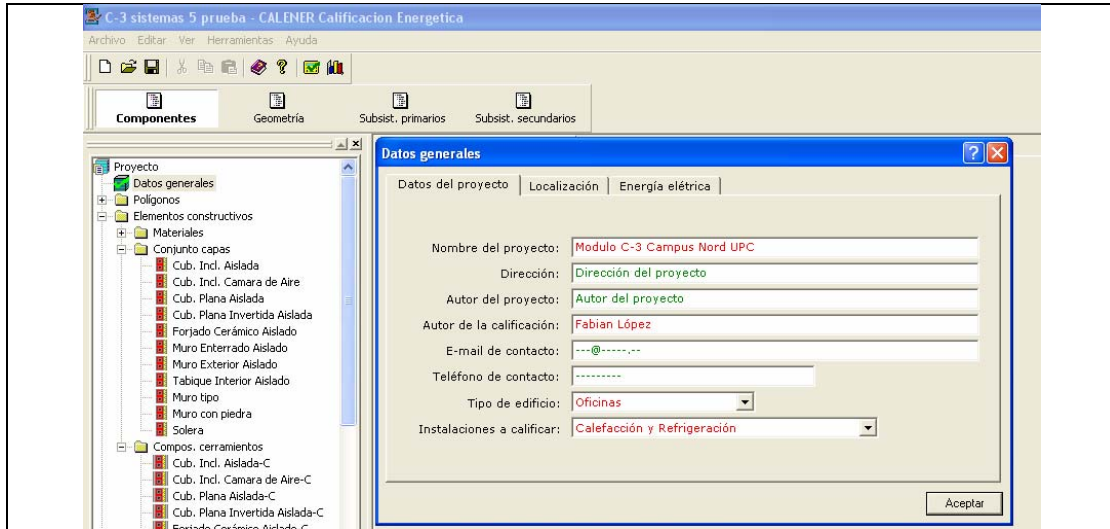 C-3 sistemas 5 prueba - CALENER Calificacion Energetica
Archivo Editar Ver Herramientas Ayuda
Componentes Geometría Subsist. primarios Subsist. secundarios
Proyecto
Datos generales
Polígonos
Elementos constructivos
Materiales
Conjunto capas
Cub. Incl. Aislada
Cub. Incl. Camara de Aire
Cub. Plana Aislada
Cub. Plana Invertida Aislada
Forjado Cerámico Aislado
Muro Enterrado Aislado
Muro Exterior Aislado
Tabique Interior Aislado
Muro tipo
Muro con piedra
Solera
Compos. cerramientos
Cub. Incl. Aislada-C
Cub. Incl. Camara de Aire-C
Cub. Plana Aislada-C
Cub. Plana Invertida Aislada-C
Forjado Cerámico Aislado-C
Datos generales
Datos del proyecto Localización Energía elétrica
Nombre del proyecto: Modulo C-3 Campus Nord UPC
Dirección: Dirección del proyecto
Autor del proyecto: Autor del proyecto
Autor de la calificación: Fabian López
E-mail de contacto: ---@-----.--
Teléfono de contacto: ---------
Tipo de edificio: Oficinas
Instalaciones a calificar: Calefacción y Refrigeración
Aceptar